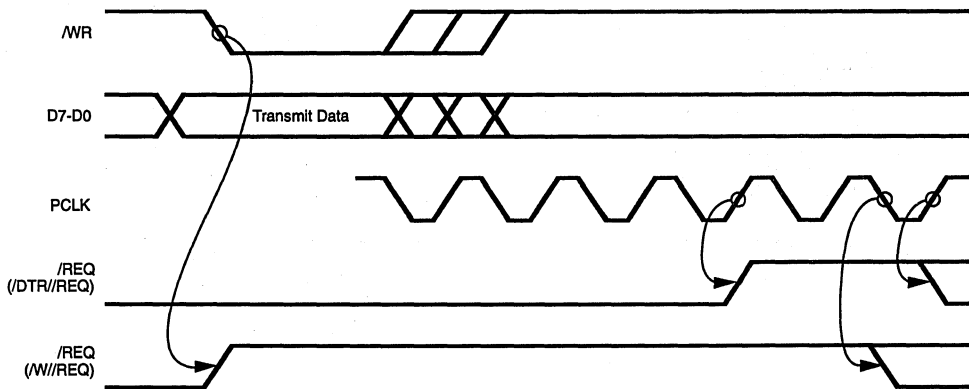 /WR
D7-D0
Transmit Data
PCLK
/REQ
(/DTR//REQ)
/REQ
(/W//REQ)